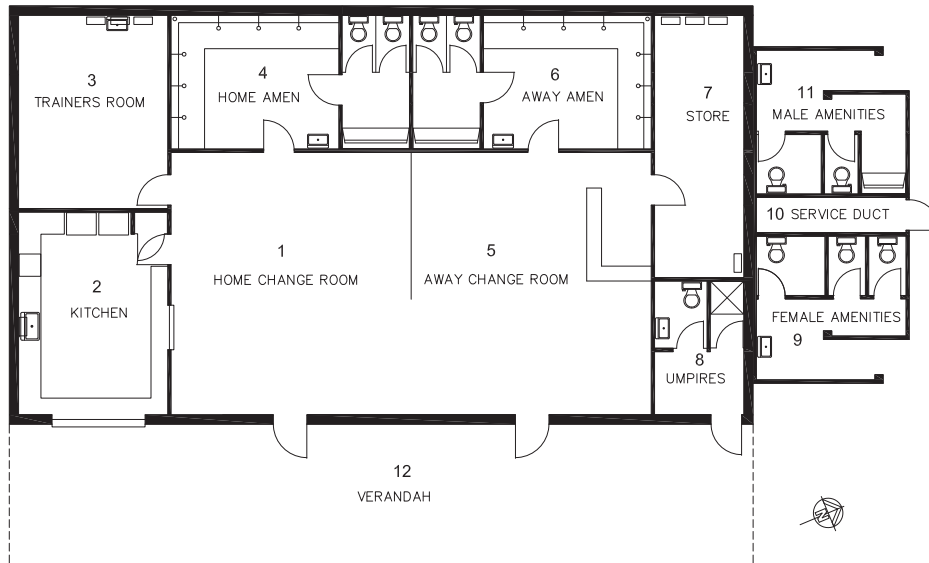 3
TRAINERS ROOM
4
HOME AMEN
6
AWAY AMEN
7
STORE
11
MALE AMENITIES
10 SERVICE DUCT
1
HOME CHANGE ROOM
5
AWAY CHANGE ROOM
2
KITCHEN
FEMALE AMENITIES
9
8
UMPIRES
12
VERANDAH
N